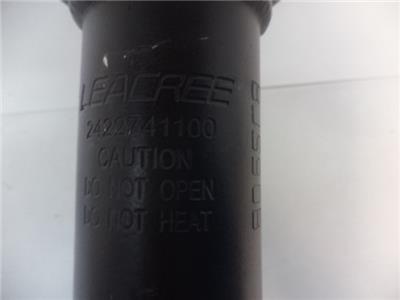 LEACREE
2422741100
CAUTION
DO NOT OPEN
DO NOT HEAT